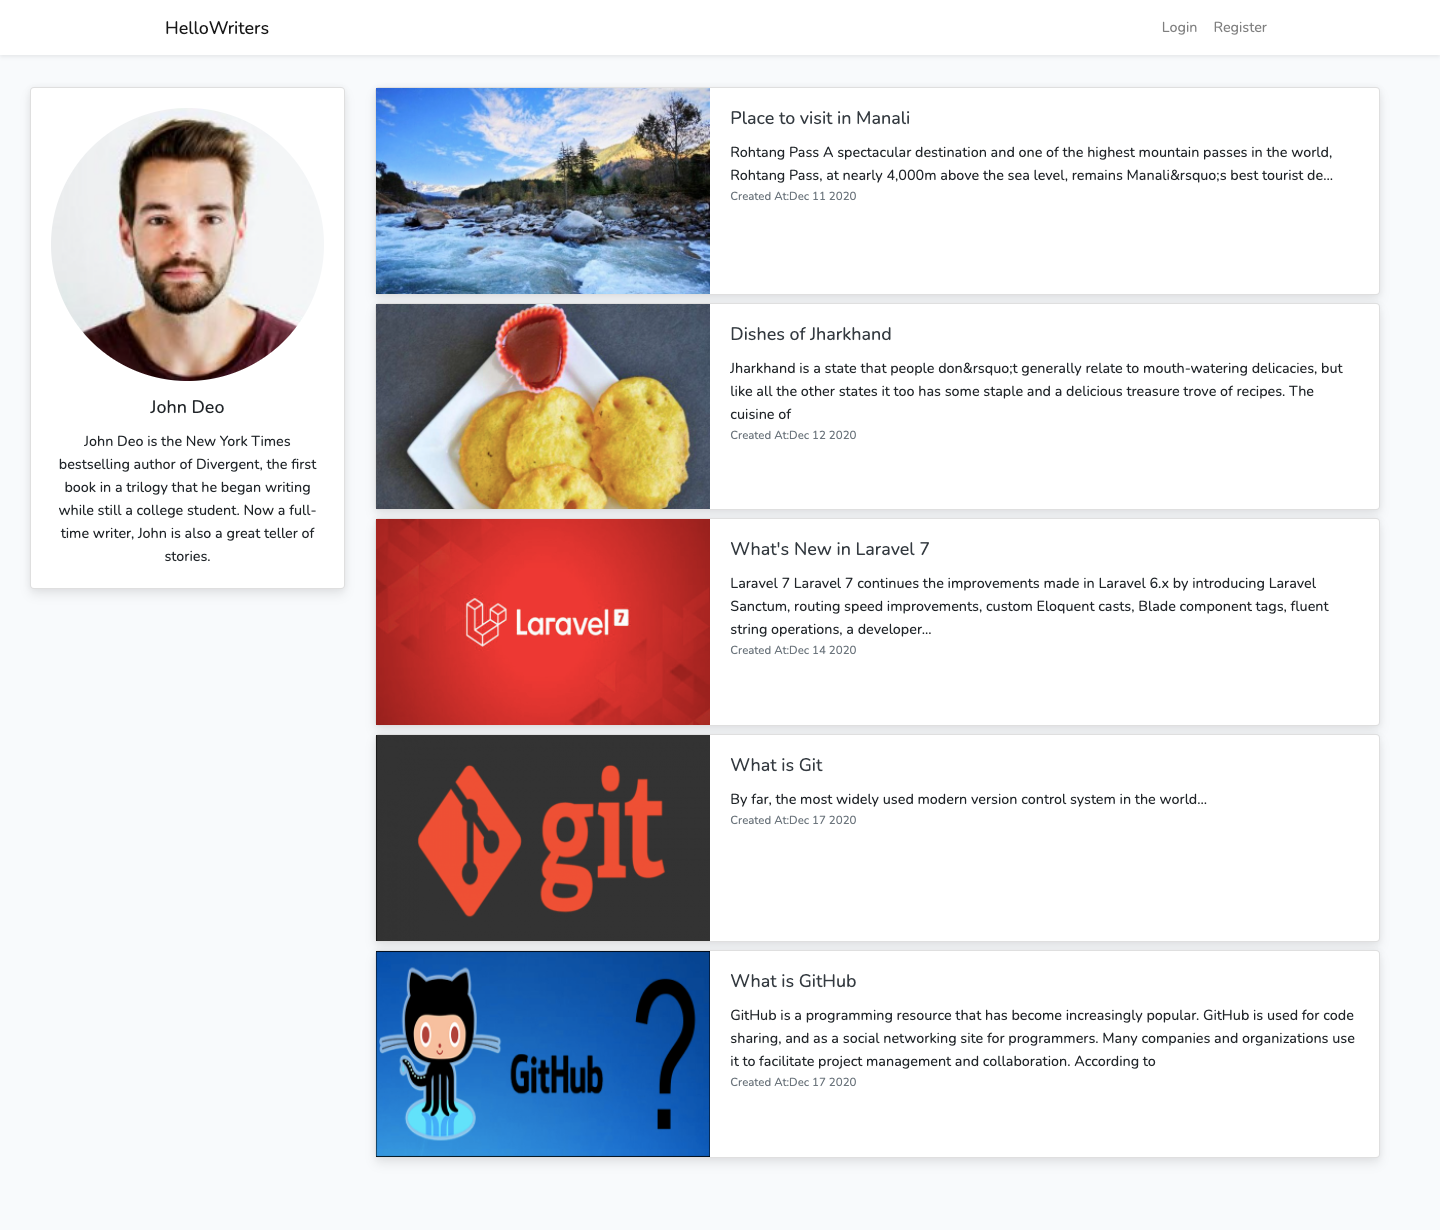 HelloWriters
Login Register
John Deo
John Deo is the New York Times
bestselling author of Divergent, the first
book in a trilogy that he began writing
while still a college student. Now a full-
time writer, John is also a great teller of
stories.
Place to visit in Manali
Rohtang Pass A spectacular destination and one of the highest mountain passes in the world,
Rohtang Pass, at nearly 4,000m above the sea level, remains Manali&rsquo;s best tourist de...
Created At:Dec 11 2020
Dishes of Jharkhand
Jharkhand is a state that people don&rsquo;t generally relate to mouth-watering delicacies, but
like all the other states it too has some staple and a delicious treasure trove of recipes. The
cuisine of
Created At:Dec 12 2020
Laravel 7
What's New in Laravel 7
Laravel 7 Laravel 7 continues the improvements made in Laravel 6.x by introducing Laravel
Sanctum, routing speed improvements, custom Eloquent casts, Blade component tags, fluent
string operations, a developer...
Created At:Dec 14 2020
git
What is Git
By far, the most widely used modern version control system in the world...
Created At:Dec 17 2020
GitHub ?
What is GitHub
GitHub is a programming resource that has become increasingly popular. GitHub is used for code
sharing, and as a social networking site for programmers. Many companies and organizations use
it to facilitate project management and collaboration. According to
Created At:Dec 17 2020